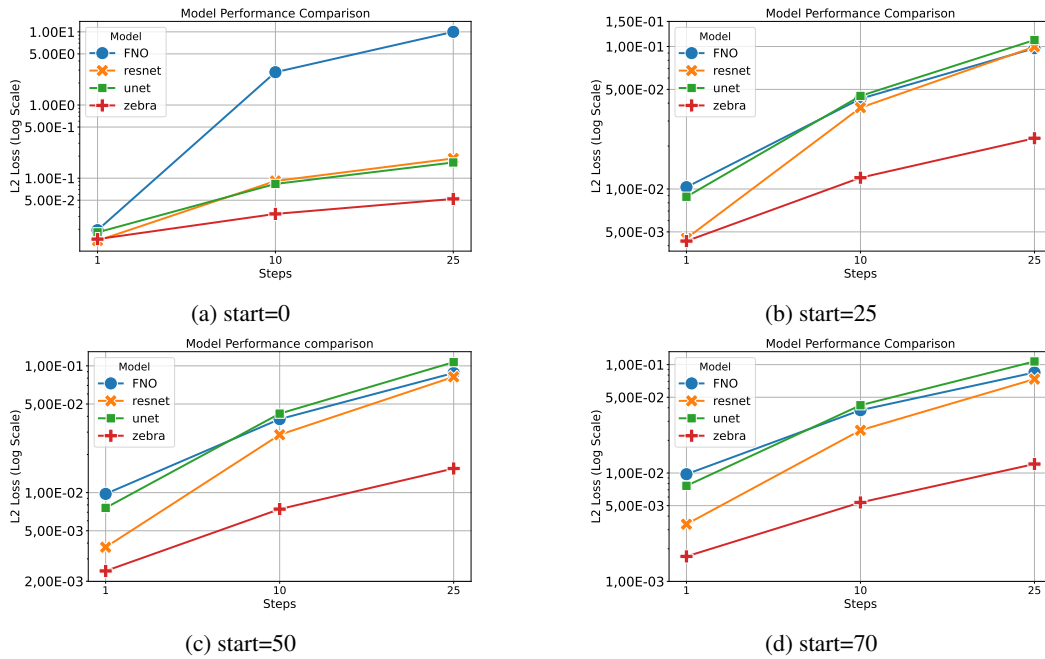 Model Performance Comparison
L2 Loss (Log Scale)
1.00E1
5.00E0
1.00E0
5.00E-1
1.00E-1
5.00E-2
Model
FNO
resnet
unet
zebra
1 10 25
Steps
(a) start=0
Model Performance Comparison
L2 Loss (Log Scale)
1,50E-01
1,00E-01
5,00E-02
1,00E-02
5,00E-03
Model
FNO
resnet
unet
zebra
1 10 25
Steps
(b) start=25
Model Performance comparison
L2 Loss (Log Scale)
1,00E−01
5,00E−02
1,00E−02
5,00E−03
2,00E−03
Model
FNO
resnet
unet
zebra
1 10 25
Steps
(c) start=50
Model Performance Comparison
L2 Loss (Log Scale)
1,00E−01
5,00E−02
1,00E−02
5,00E−03
1,00E−03
Model
FNO
resnet
unet
zebra
1 10 25
Steps
(d) start=70